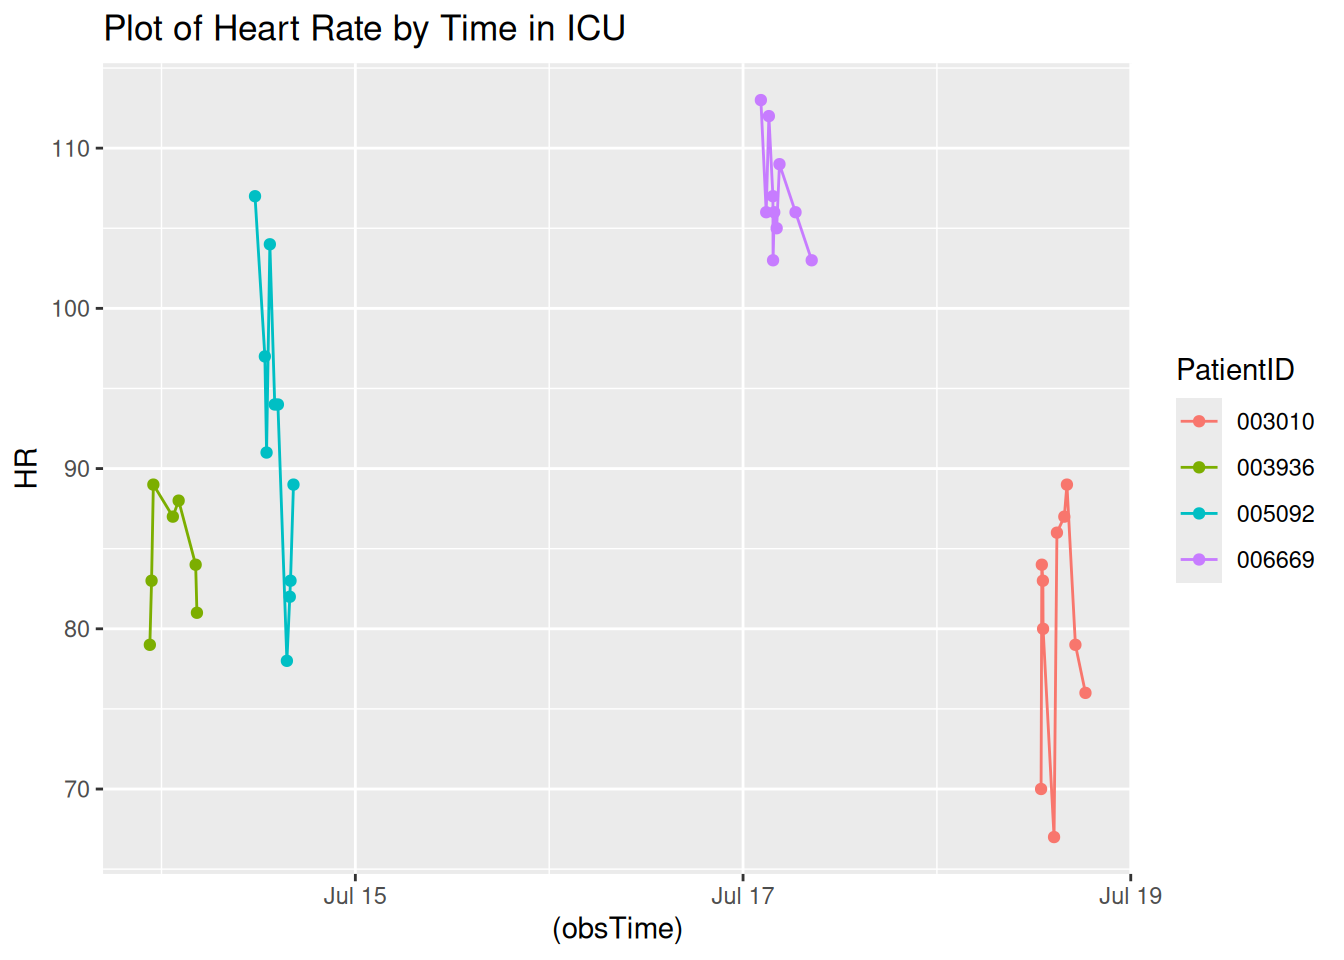 Plot of Heart Rate by Time in ICU
110
100
90
80
70
HR
Jul 15
Jul 17
Jul 19
(obsTime)
PatientID
003010
003936
005092
006669